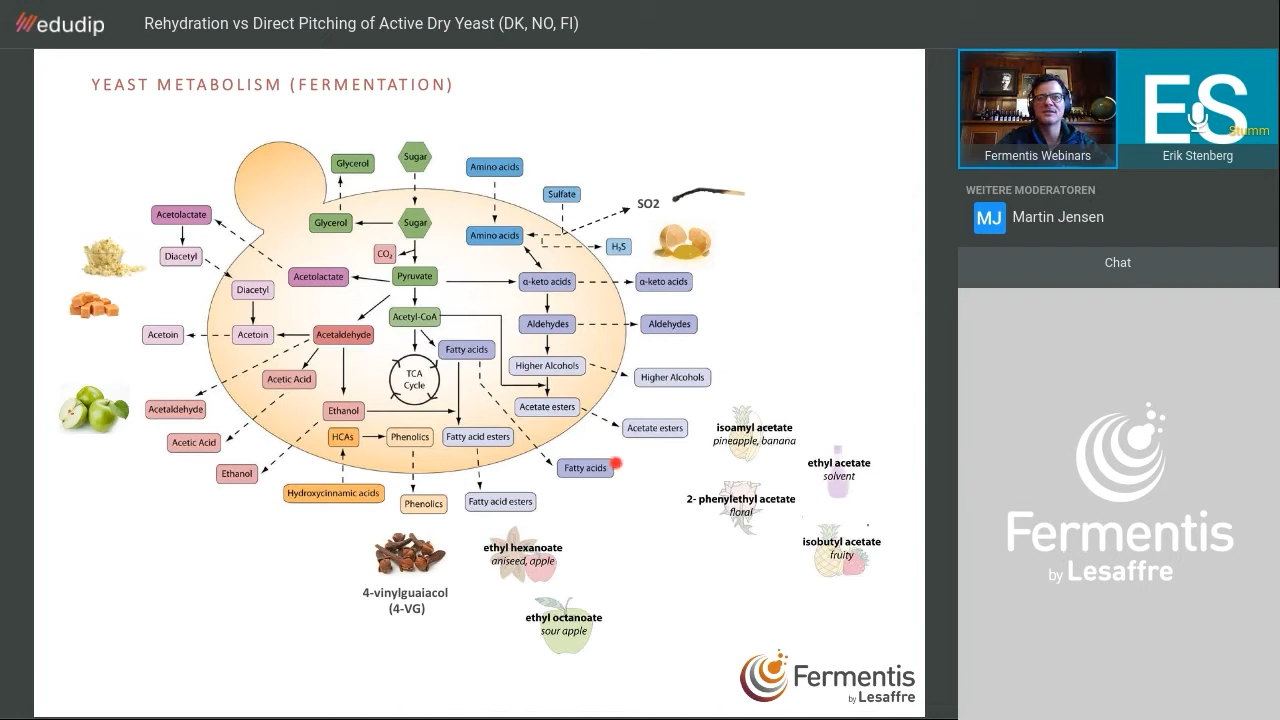 edudip
Rehydration vs Direct Pitching of Active Dry Yeast (DK, NO, FI)
YEAST METABOLISM (FERMENTATION)
Glycerol
Sugar
Amino acids
Sulfate
SO2
Acetolactate
Glycerol
Sugar
Amino acids
H₂S
CO₂
Diacetyl
Acetolactate
Pyruvate
α-keto acids
α-keto acids
Diacetyl
Acetyl-CoA
Aldehydes
Aldehydes
Acetoin
Acetoin
Acetaldehyde
Fatty acids
Higher Alcohols
Higher Alcohols
TCA
Cycle
Acetic Acid
Acetaldehyde
Ethanol
Acetate esters
Acetate esters
Acetic Acid
HCAs
Phenolics
Fatty acid esters
Ethanol
Fatty acids
Hydroxycinnamic acids
Phenolics
Fatty acid esters
isoamyl acetate
pineapple, banana
ethyl acetate
solvent
2- phenylethyl acetate
floral
isobutyl acetate
fruity
ethyl hexanoate
aniseed, apple
4-vinylguaiacol
(4-VG)
ethyl octanoate
sour apple
Fermentis
by Lesaffre
Fermentis Webinars
ES
Stumm
Erik Stenberg
WEITERE MODERATOREN
MJ
Martin Jensen
Chat
Fermentis
by Lesaffre